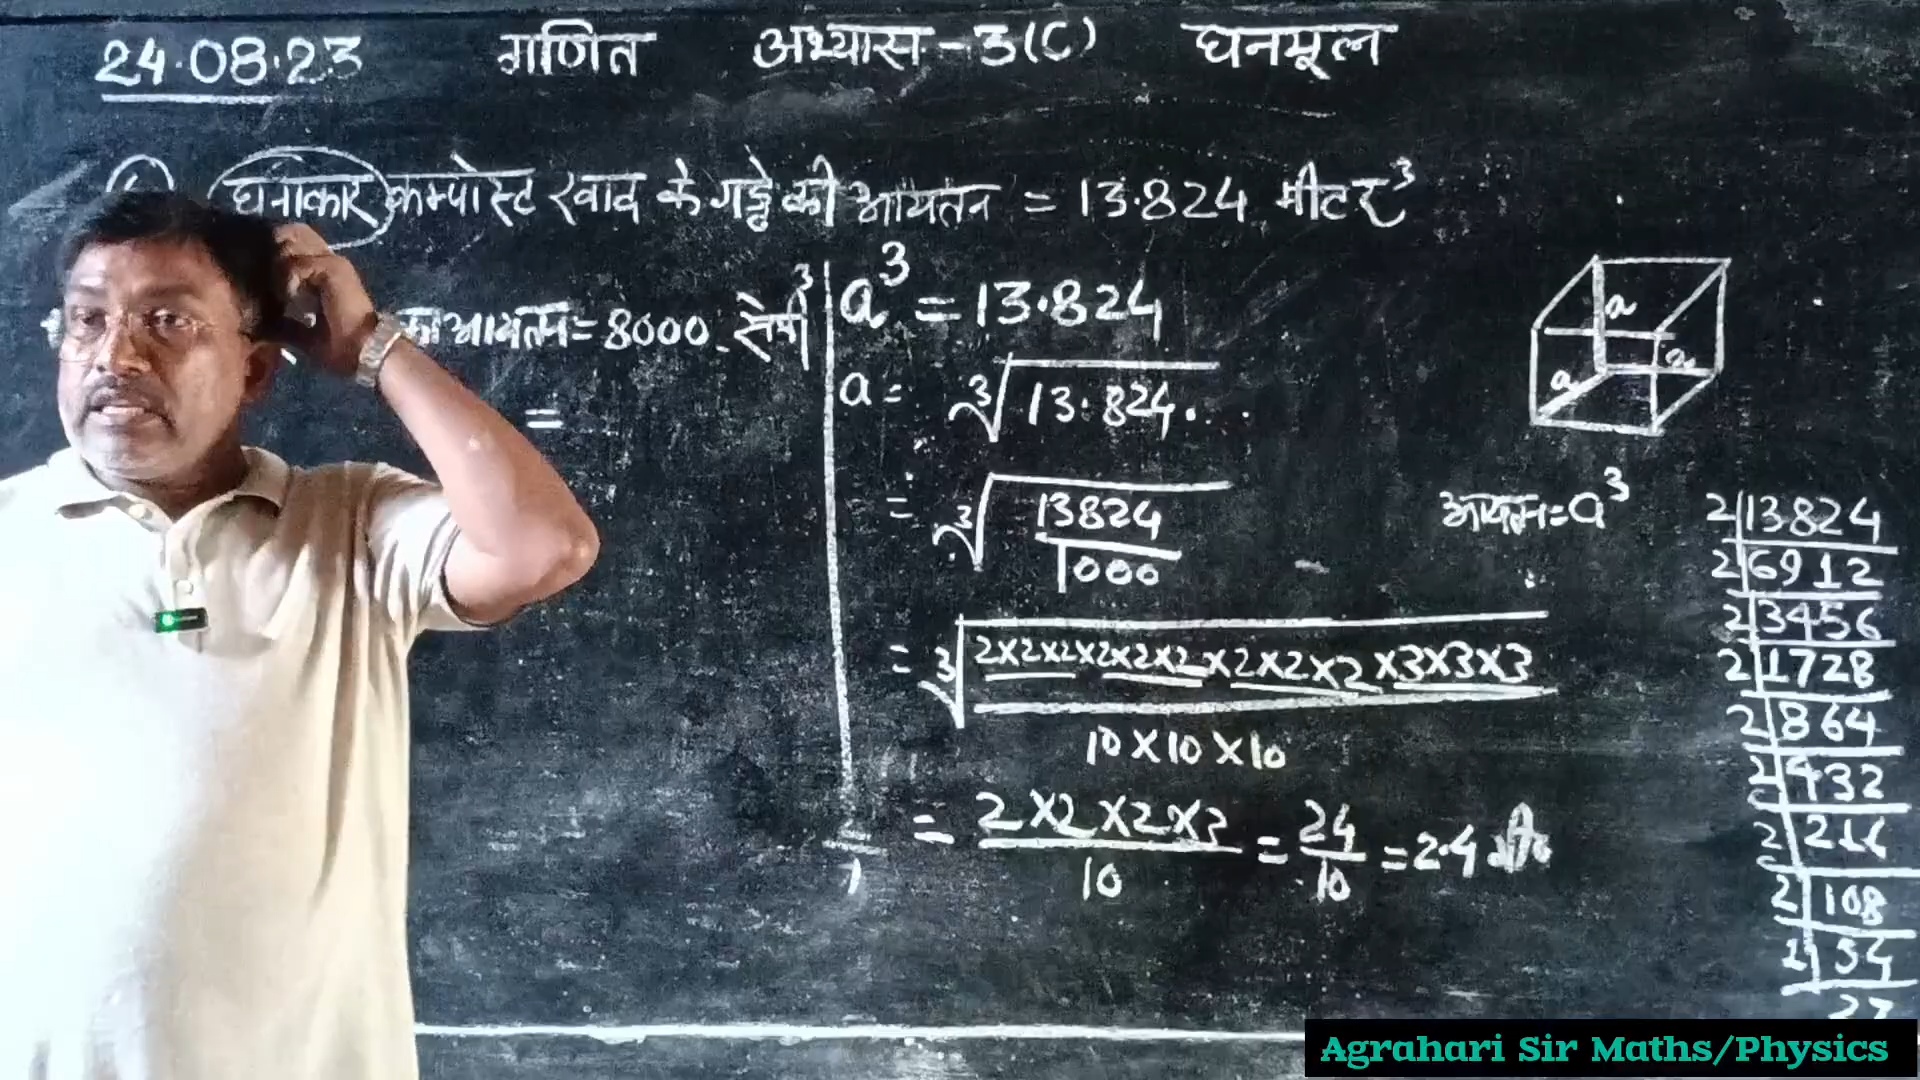 24.08.23 गणित अभ्यास-3(C) घनमूल
घनाकार कम्पोस्ट खाद के गड्ढे की आयतन = 13.824 मीटर³
का आयतन = 8000 सेमी³
=
a³ = 13.824
a = ∛13.824
= ∛(13824/1000)
= ∛(2×2×2×2×2×2×2×2×2×3×3×3 / 10×10×10)
= 2×2×2×3/10 = 24/10 = 2.4
a
a
a
आयतन = a³
2|13824
2|6912
2|3456
2|1728
2|864
2|432
2|216
2|108
2|54
27
Agrahari Sir Maths/Physics